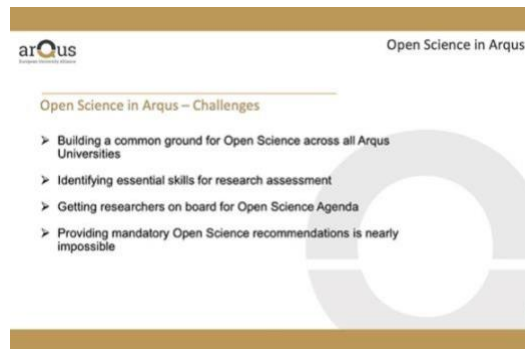 arQus
European University Alliance
Open Science in Arqus
Open Science in Arqus – Challenges
➢ Building a common ground for Open Science across all Arqus
Universities
➢ Identifying essential skills for research assessment
➢ Getting researchers on board for Open Science Agenda
➢ Providing mandatory Open Science recommendations is nearly
impossible